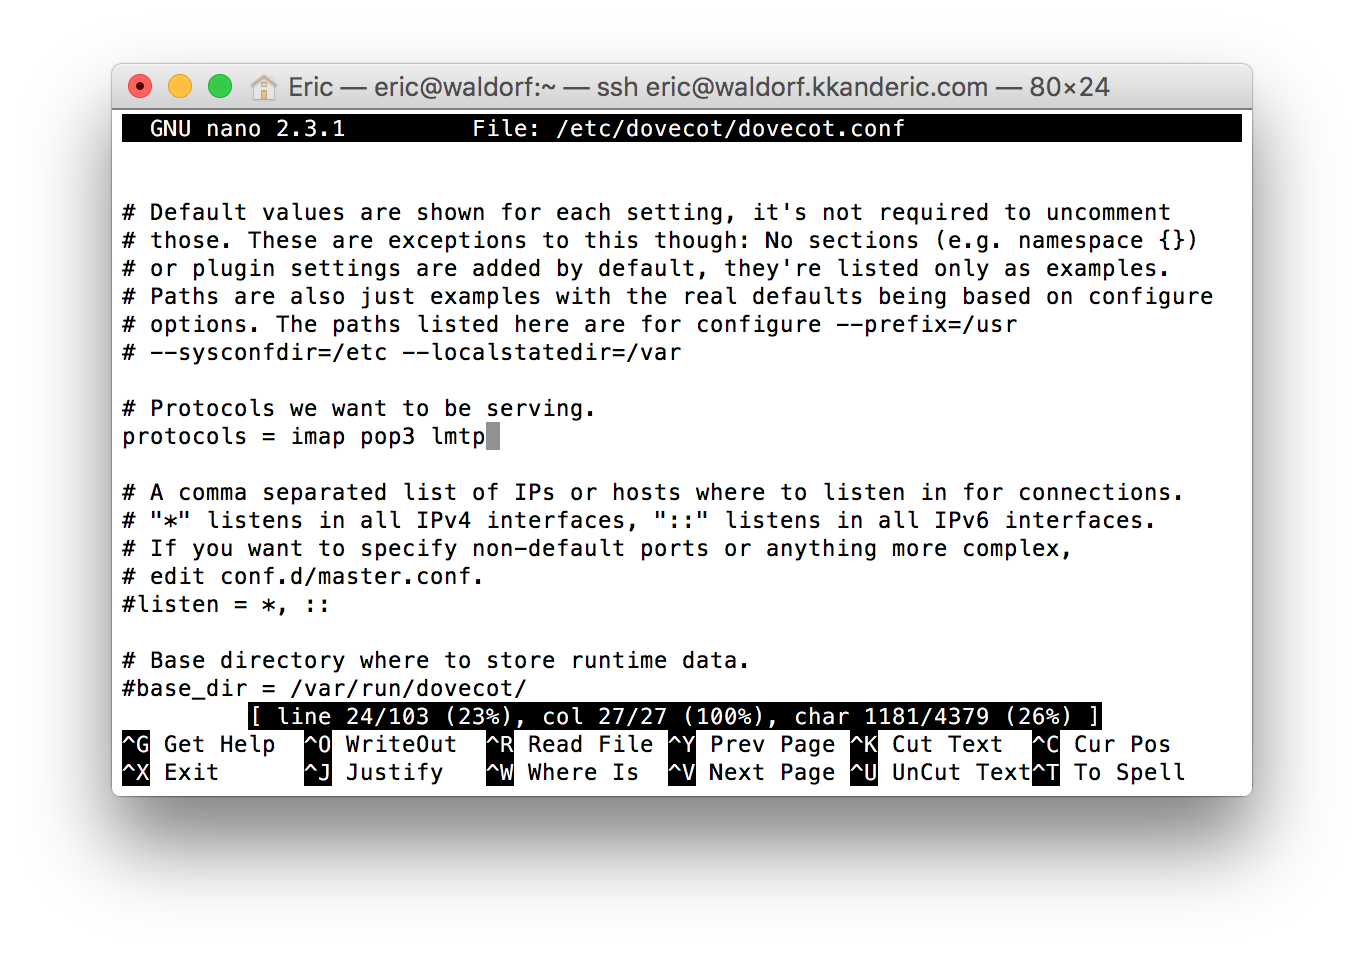 Eric — eric@waldorf:~ — ssh eric@waldorf.kkanderic.com — 80×24
GNU nano 2.3.1 File: /etc/dovecot/dovecot.conf
# Default values are shown for each setting, it's not required to uncomment
# those. These are exceptions to this though: No sections (e.g. namespace {})
# or plugin settings are added by default, they're listed only as examples.
# Paths are also just examples with the real defaults being based on configure
# options. The paths listed here are for configure --prefix=/usr
# --sysconfdir=/etc --localstatedir=/var
# Protocols we want to be serving.
protocols = imap pop3 lmtp
# A comma separated list of IPs or hosts where to listen in for connections.
# "*" listens in all IPv4 interfaces, "::" listens in all IPv6 interfaces.
# If you want to specify non-default ports or anything more complex,
# edit conf.d/master.conf.
#listen = *, ::
# Base directory where to store runtime data.
#base_dir = /var/run/dovecot/
[ line 24/103 (23%), col 27/27 (100%), char 1181/4379 (26%) ]
^G Get Help ^O WriteOut ^R Read File ^Y Prev Page ^K Cut Text ^C Cur Pos
^X Exit ^J Justify ^W Where Is ^V Next Page ^U UnCut Text ^T To Spell